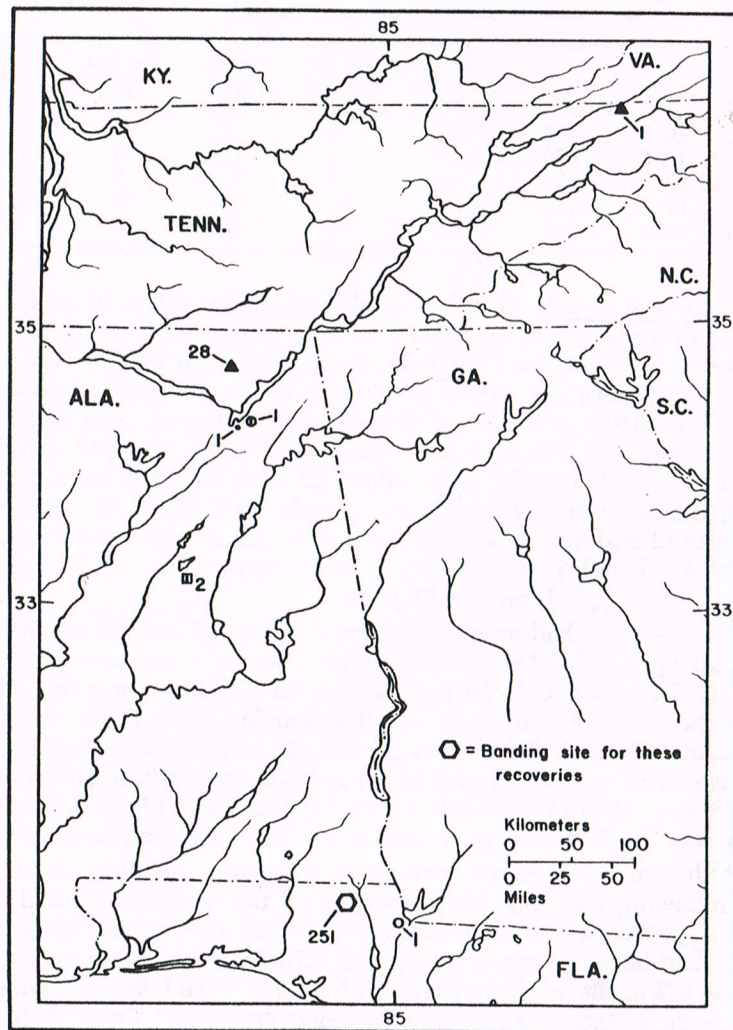 85
KY.
VA.
1
TENN.
N.C.
35
35
28
GA.
ALA.
S.C.
1
1
2
33
33
= Banding site for these
recoveries
Kilometers
0 50 100
0 50 100
Miles
251
1
FLA.
85